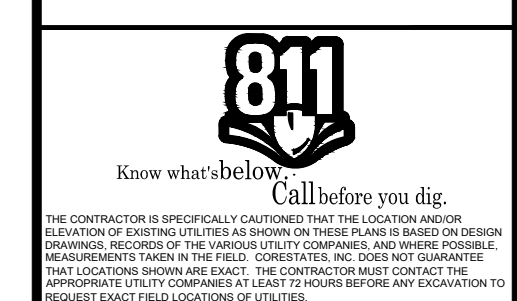 811
Know what's below.
Call before you dig.
THE CONTRACTOR IS SPECIFICALLY CAUTIONED THAT THE LOCATION AND/OR
ELEVATION OF EXISTING UTILITIES AS SHOWN ON THESE PLANS IS BASED ON DESIGN
DRAWINGS, RECORDS OF THE VARIOUS UTILITY COMPANIES, AND WHERE POSSIBLE,
MEASUREMENTS TAKEN IN THE FIELD. CORESTATES, INC. DOES NOT GUARANTEE
THAT LOCATIONS SHOWN ARE EXACT. THE CONTRACTOR MUST CONTACT THE
APPROPRIATE UTILITY COMPANIES AT LEAST 72 HOURS BEFORE ANY EXCAVATION TO
REQUEST EXACT FIELD LOCATIONS OF UTILITIES.